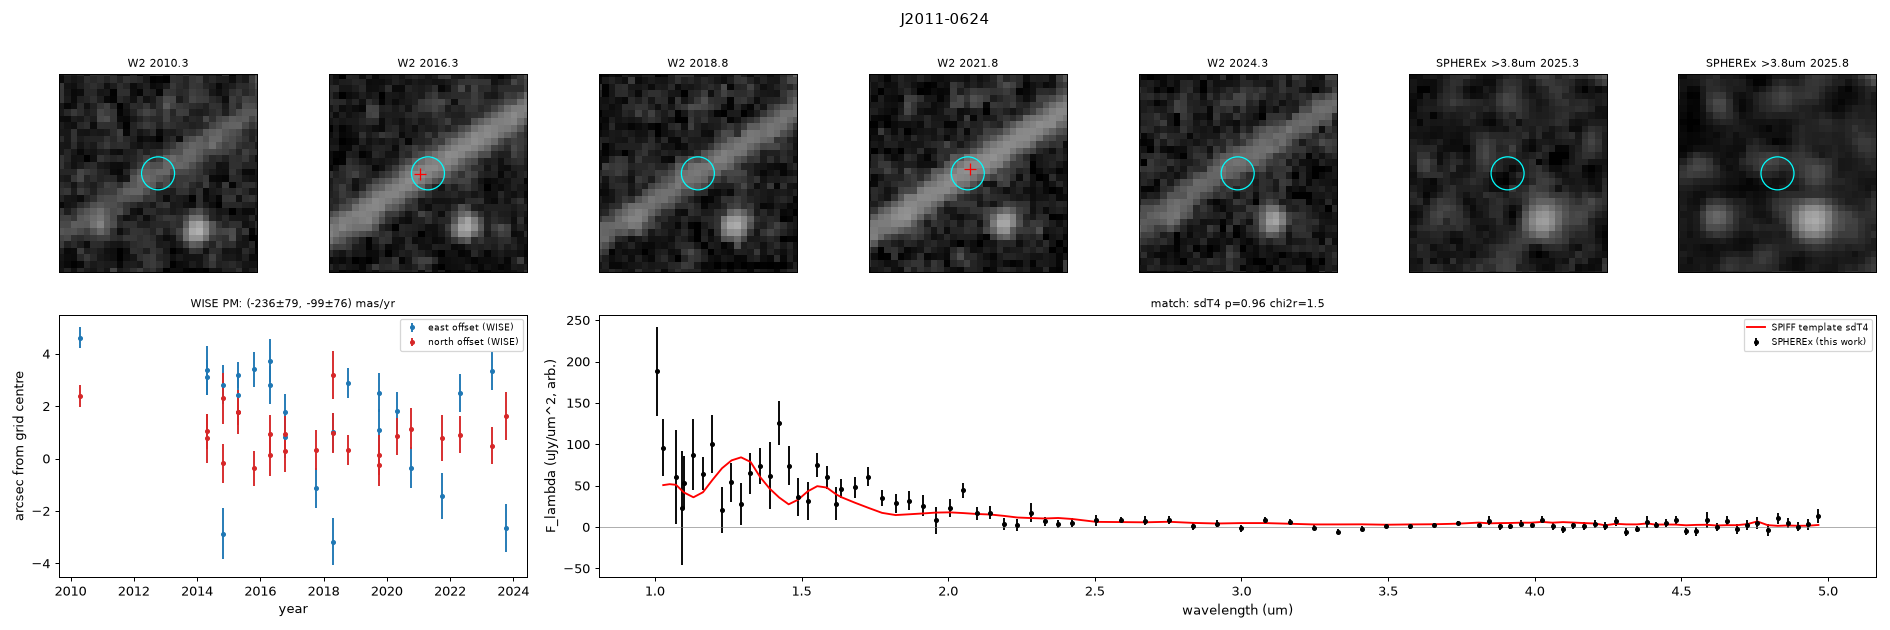 J2011-0624
W2 2010.3
W2 2016.3
W2 2018.8
W2 2021.8
W2 2024.3
SPHEREx >3.8um 2025.3
SPHEREx >3.8um 2025.8
WISE PM: (-236±79, -99±76) mas/yr
east offset (WISE)
north offset (WISE)
arcsec from grid centre
4
2
0
−2
−4
2010
2012
2014
2016
2018
2020
2022
2024
year
match: sdT4 p=0.96 chi2r=1.5
SPIFF template sdT4
SPHEREx (this work)
F_lambda (uJy/um^2, arb.)
250
200
150
100
50
0
−50
1.0
1.5
2.0
2.5
3.0
3.5
4.0
4.5
5.0
wavelength (um)